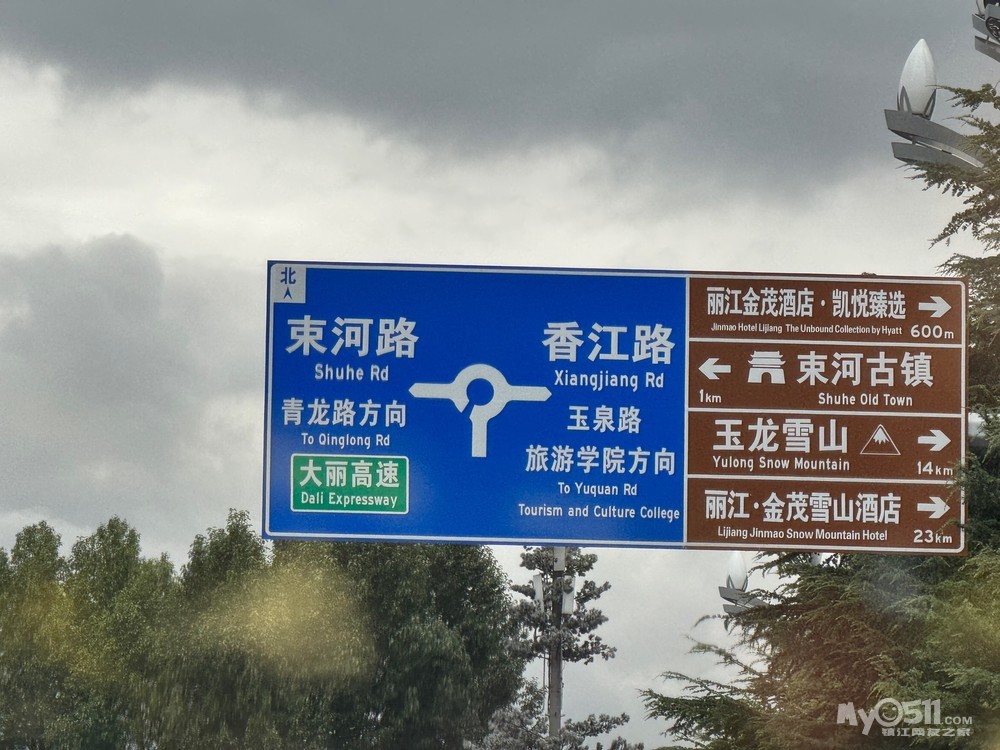 北
束河路
Shuhe Rd
青龙路方向
To Qinglong Rd
大丽高速
Dali Expressway
香江路
Xiangjiang Rd
玉泉路
旅游学院方向
To Yuquan Rd
Tourism and Culture College
丽江金茂酒店·凯悦臻选
Jinmao Hotel Lijiang The Unbound Collection by Hyatt
600m
束河古镇
1km
Shuhe Old Town
玉龙雪山
Yulong Snow Mountain
14km
丽江·金茂雪山酒店
Lijiang Jinmao Snow Mountain Hotel
23km
My0511.COM
镇江网友之家